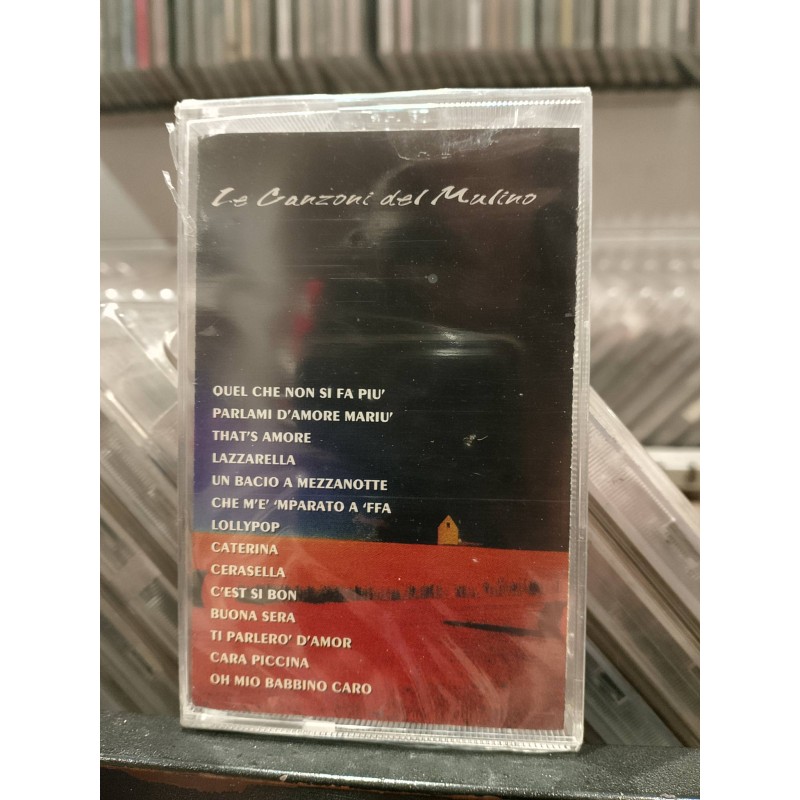 Le Canzoni del Mulino
QUEL CHE NON SI FA PIU'
PARLAMI D'AMORE MARIU'
THAT'S AMORE
LAZZARELLA
UN BACIO A MEZZANOTTE
CHE M'E' 'MPARATO A 'FFA
LOLLYPOP
CATERINA
CERASELLA
C'EST SI BON
BUONA SERA
TI PARLERO' D'AMOR
CARA PICCINA
OH MIO BABBINO CARO